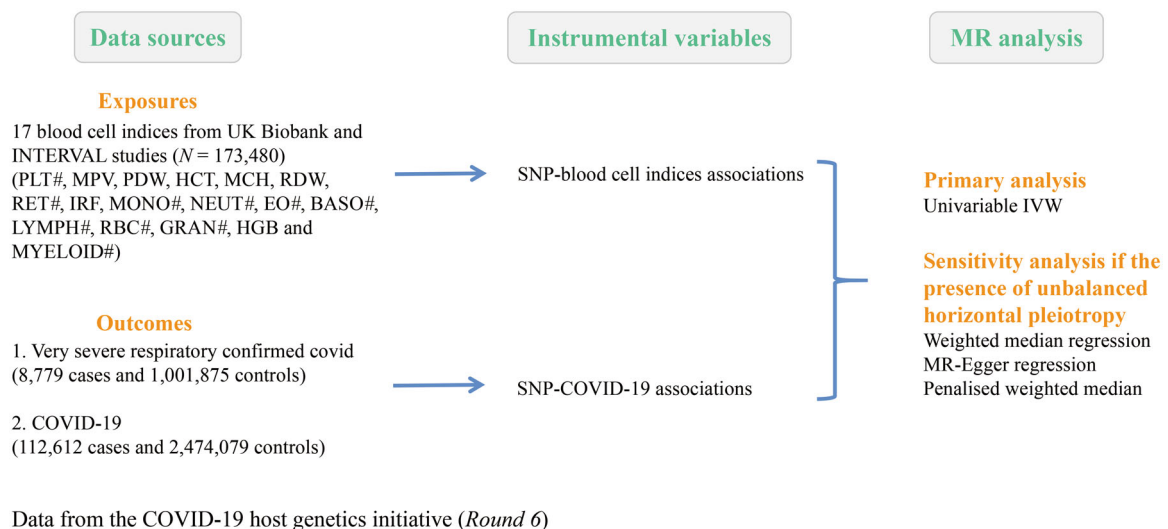 Data sources
Instrumental variables
MR analysis
Exposures
17 blood cell indices from UK Biobank and
INTERVAL studies (N = 173,480)
(PLT#, MPV, PDW, HCT, MCH, RDW,
RET#, IRF, MONO#, NEUT#, EO#, BASO#,
LYMPH#, RBC#, GRAN#, HGB and
MYELOID#)
SNP-blood cell indices associations
Outcomes
1. Very severe respiratory confirmed covid
(8,779 cases and 1,001,875 controls)
2. COVID-19
(112,612 cases and 2,474,079 controls)
SNP-COVID-19 associations
Primary analysis
Univariable IVW
Sensitivity analysis if the
presence of unbalanced
horizontal pleiotropy
Weighted median regression
MR-Egger regression
Penalised weighted median
Data from the COVID-19 host genetics initiative (Round 6)